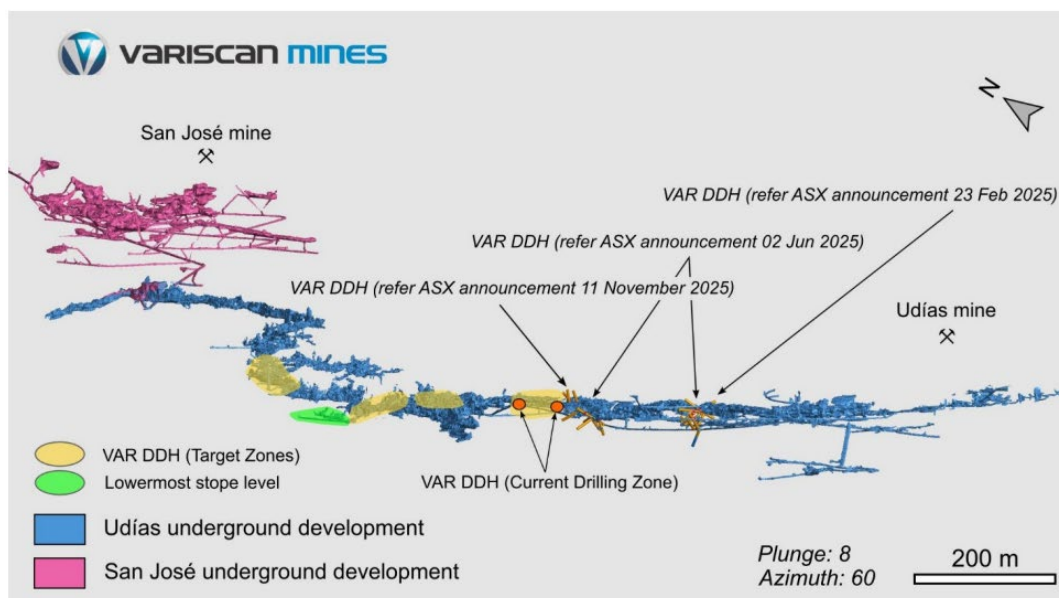 VARISCAN MINES
N
San José mine
VAR DDH (refer ASX announcement 23 Feb 2025)
VAR DDH (refer ASX announcement 02 Jun 2025)
VAR DDH (refer ASX announcement 11 November 2025)
Udías mine
VAR DDH (Target Zones)
VAR DDH (Current Drilling Zone)
Lowermost stope level
Udías underground development
San José underground development
Plunge: 8
Azimuth: 60
200 m